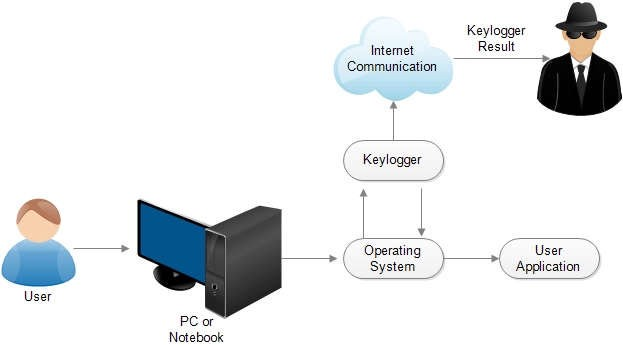 Keylogger
Result
Internet
Communication
Keylogger
Operating
System
User
Application
User
PC or
Notebook